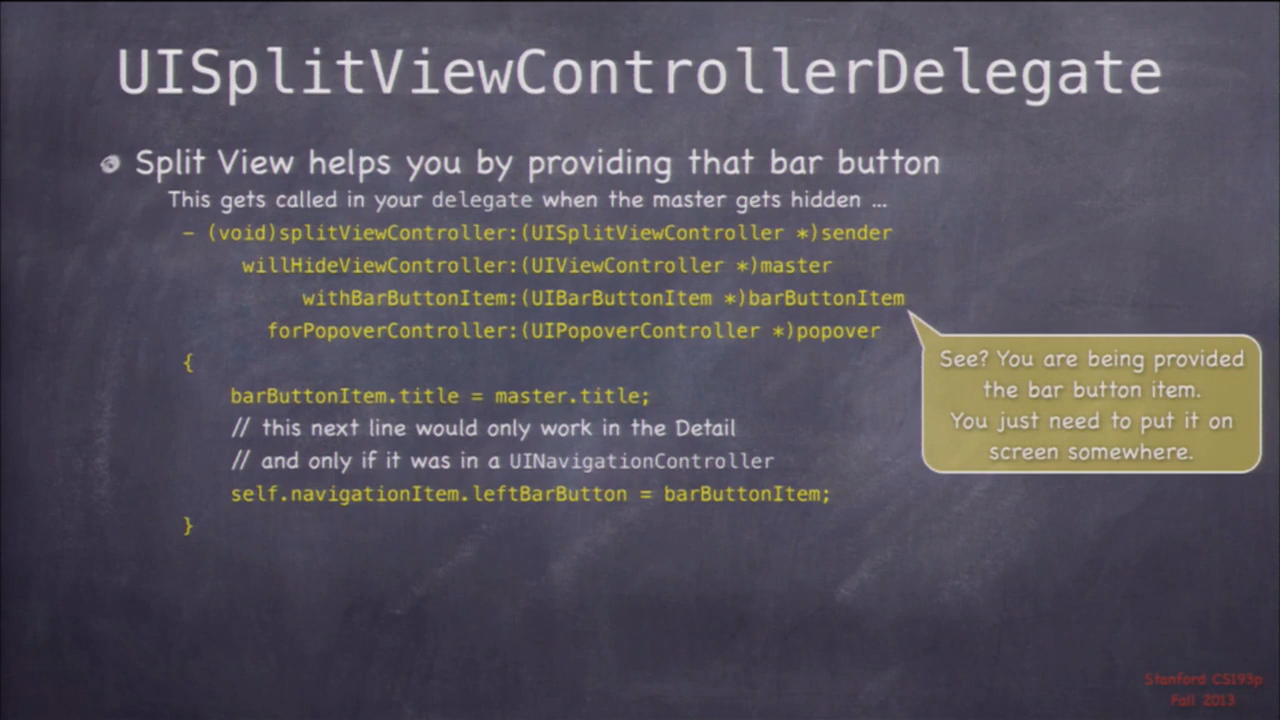 UISplitViewControllerDelegate
Split View helps you by providing that bar button
This gets called in your delegate when the master gets hidden ...
- (void)splitViewController:(UISplitViewController *)sender
willHideViewController:(UIViewController *)master
withBarButtonItem:(UIBarButtonItem *)barButtonItem
forPopoverController:(UIPopoverController *)popover
{
barButtonItem.title = master.title;
// this next line would only work in the Detail
// and only if it was in a UINavigationController
self.navigationItem.leftBarButton = barButtonItem;
}
See? You are being provided
the bar button item.
You just need to put it on
screen somewhere.
Stanford CS193p
Fall 2013